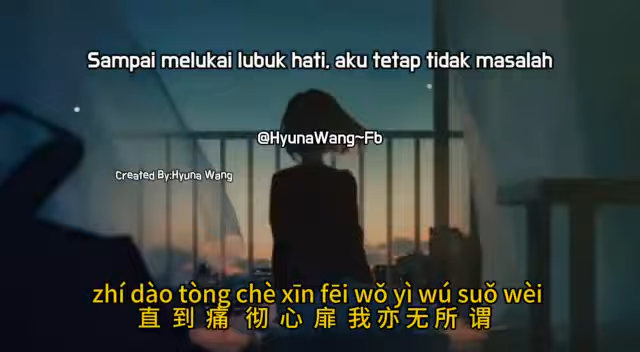 Sampai melukai lubuk hati, aku tetap tidak masalah
@HyunaWang~Fb
Created By:Hyuna Wang
zhí dào tòng chè xīn fēi wǒ yì wú suǒ wèi
直到痛彻心扉我亦无所谓